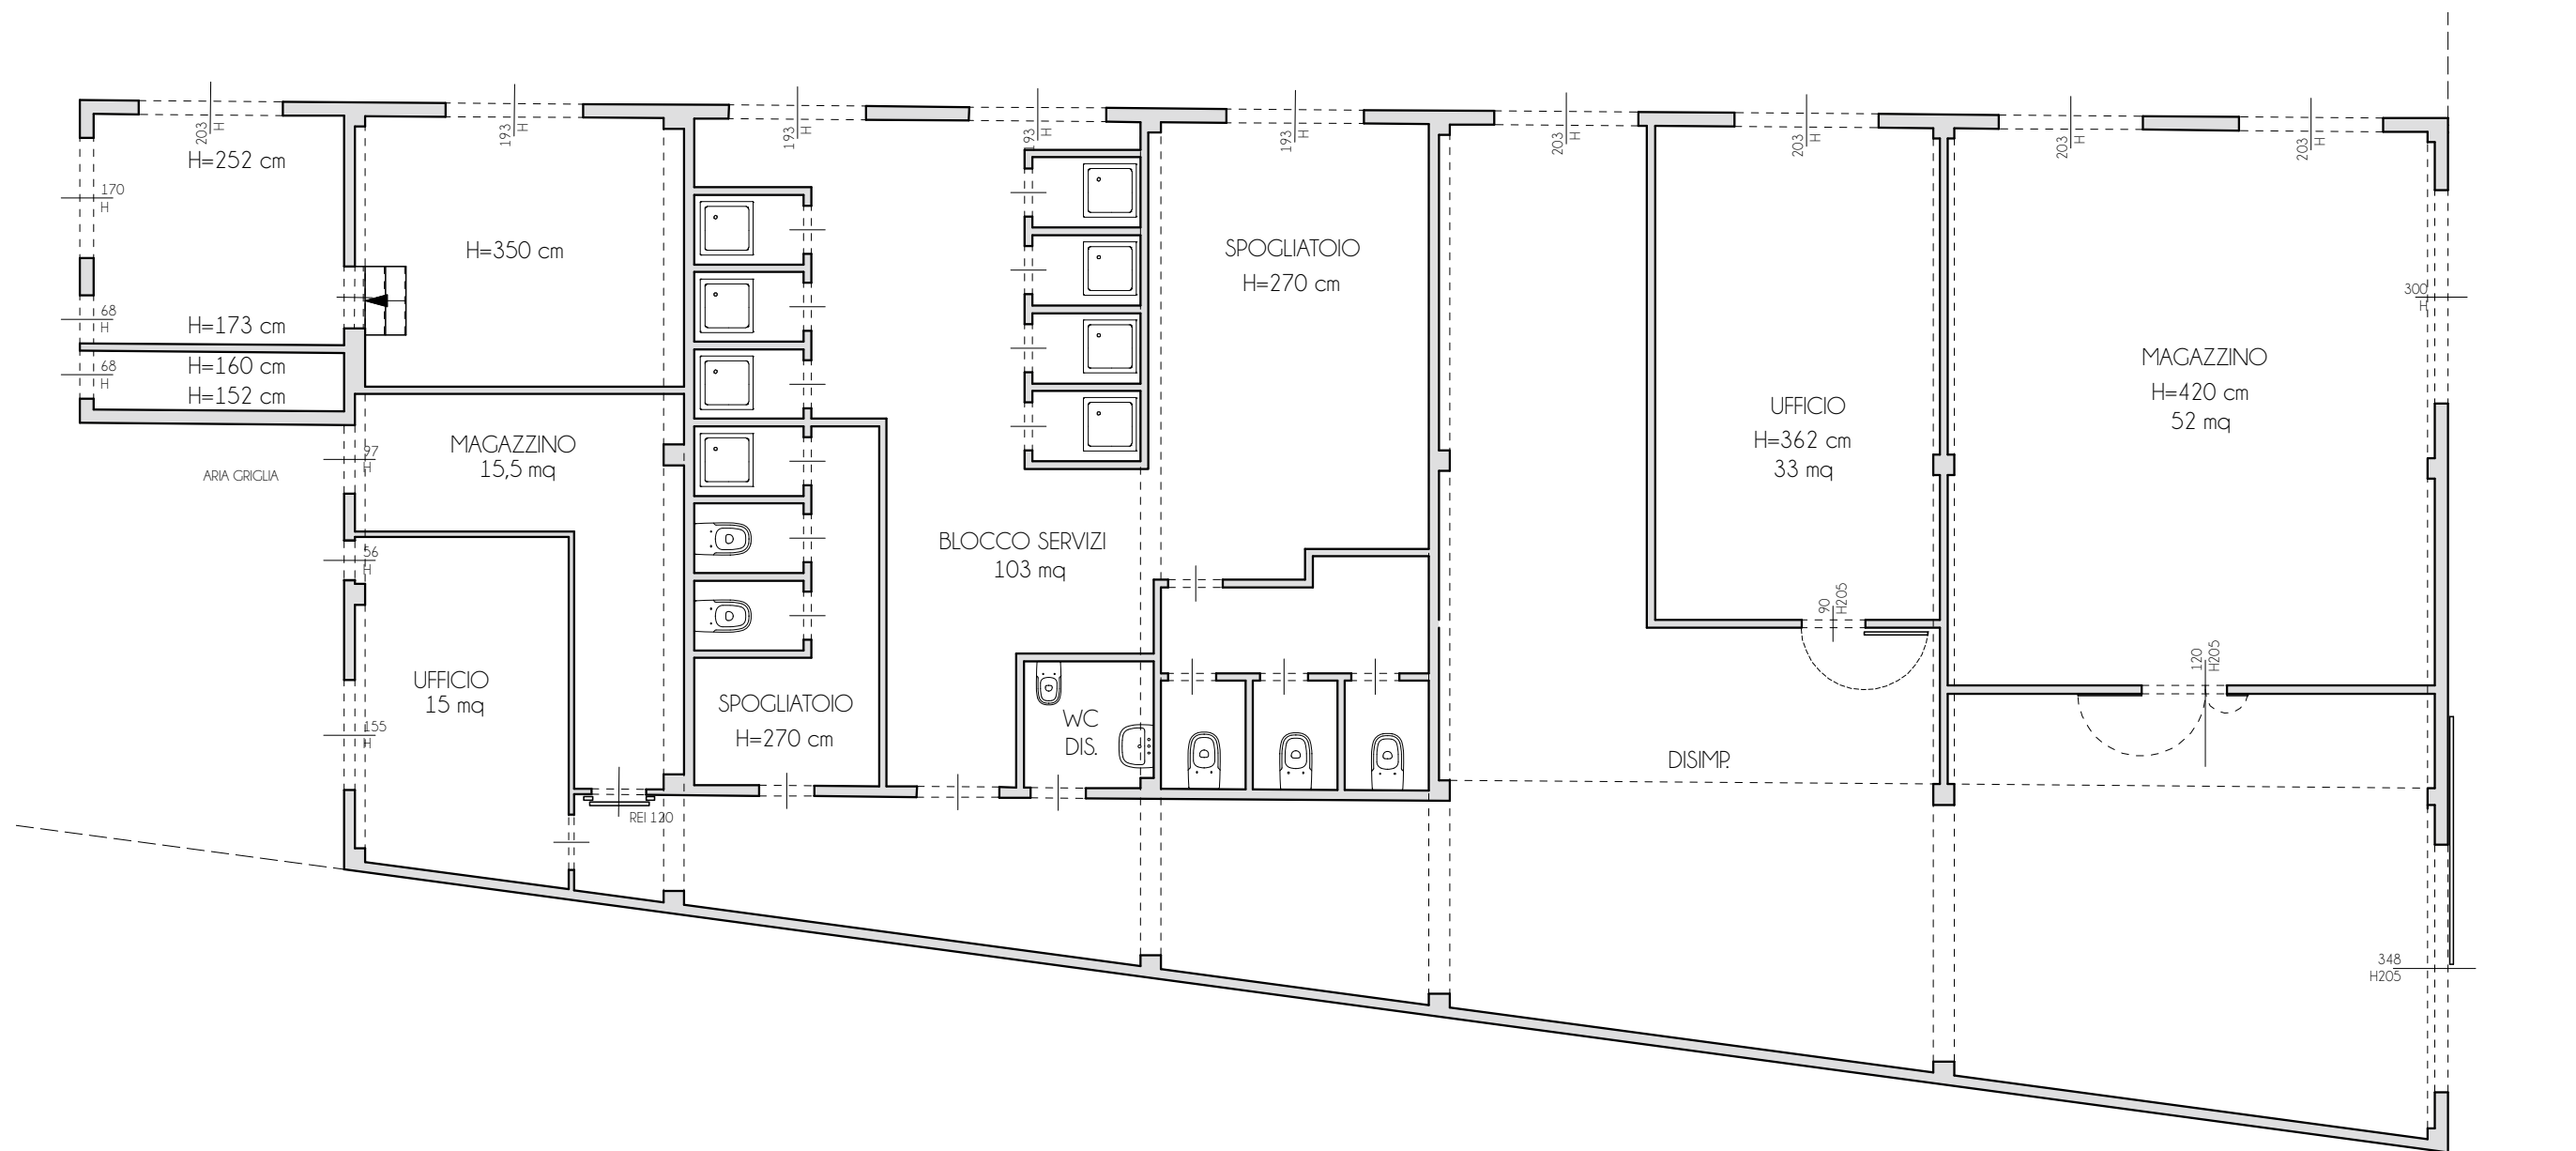 203
H
193
H
193
H
193
H
193
H
203
H
203
H
203
H
203
H
H=252 cm
170
H
H=350 cm
SPOGLIATOIO
H=270 cm
300
H
68
H
H=173 cm
68
H
H=160 cm
H=152 cm
MAGAZZINO
H=420 cm
52 mq
UFFICIO
H=362 cm
33 mq
MAGAZZINO
15,5 mq
97
H
ARIA GRIGLIA
BLOCCO SERVIZI
103 mq
56
H
90
H205
120
H205
UFFICIO
15 mq
155
H
SPOGLIATOIO
H=270 cm
WC
DIS.
DISIMP.
REI 120
348
H205